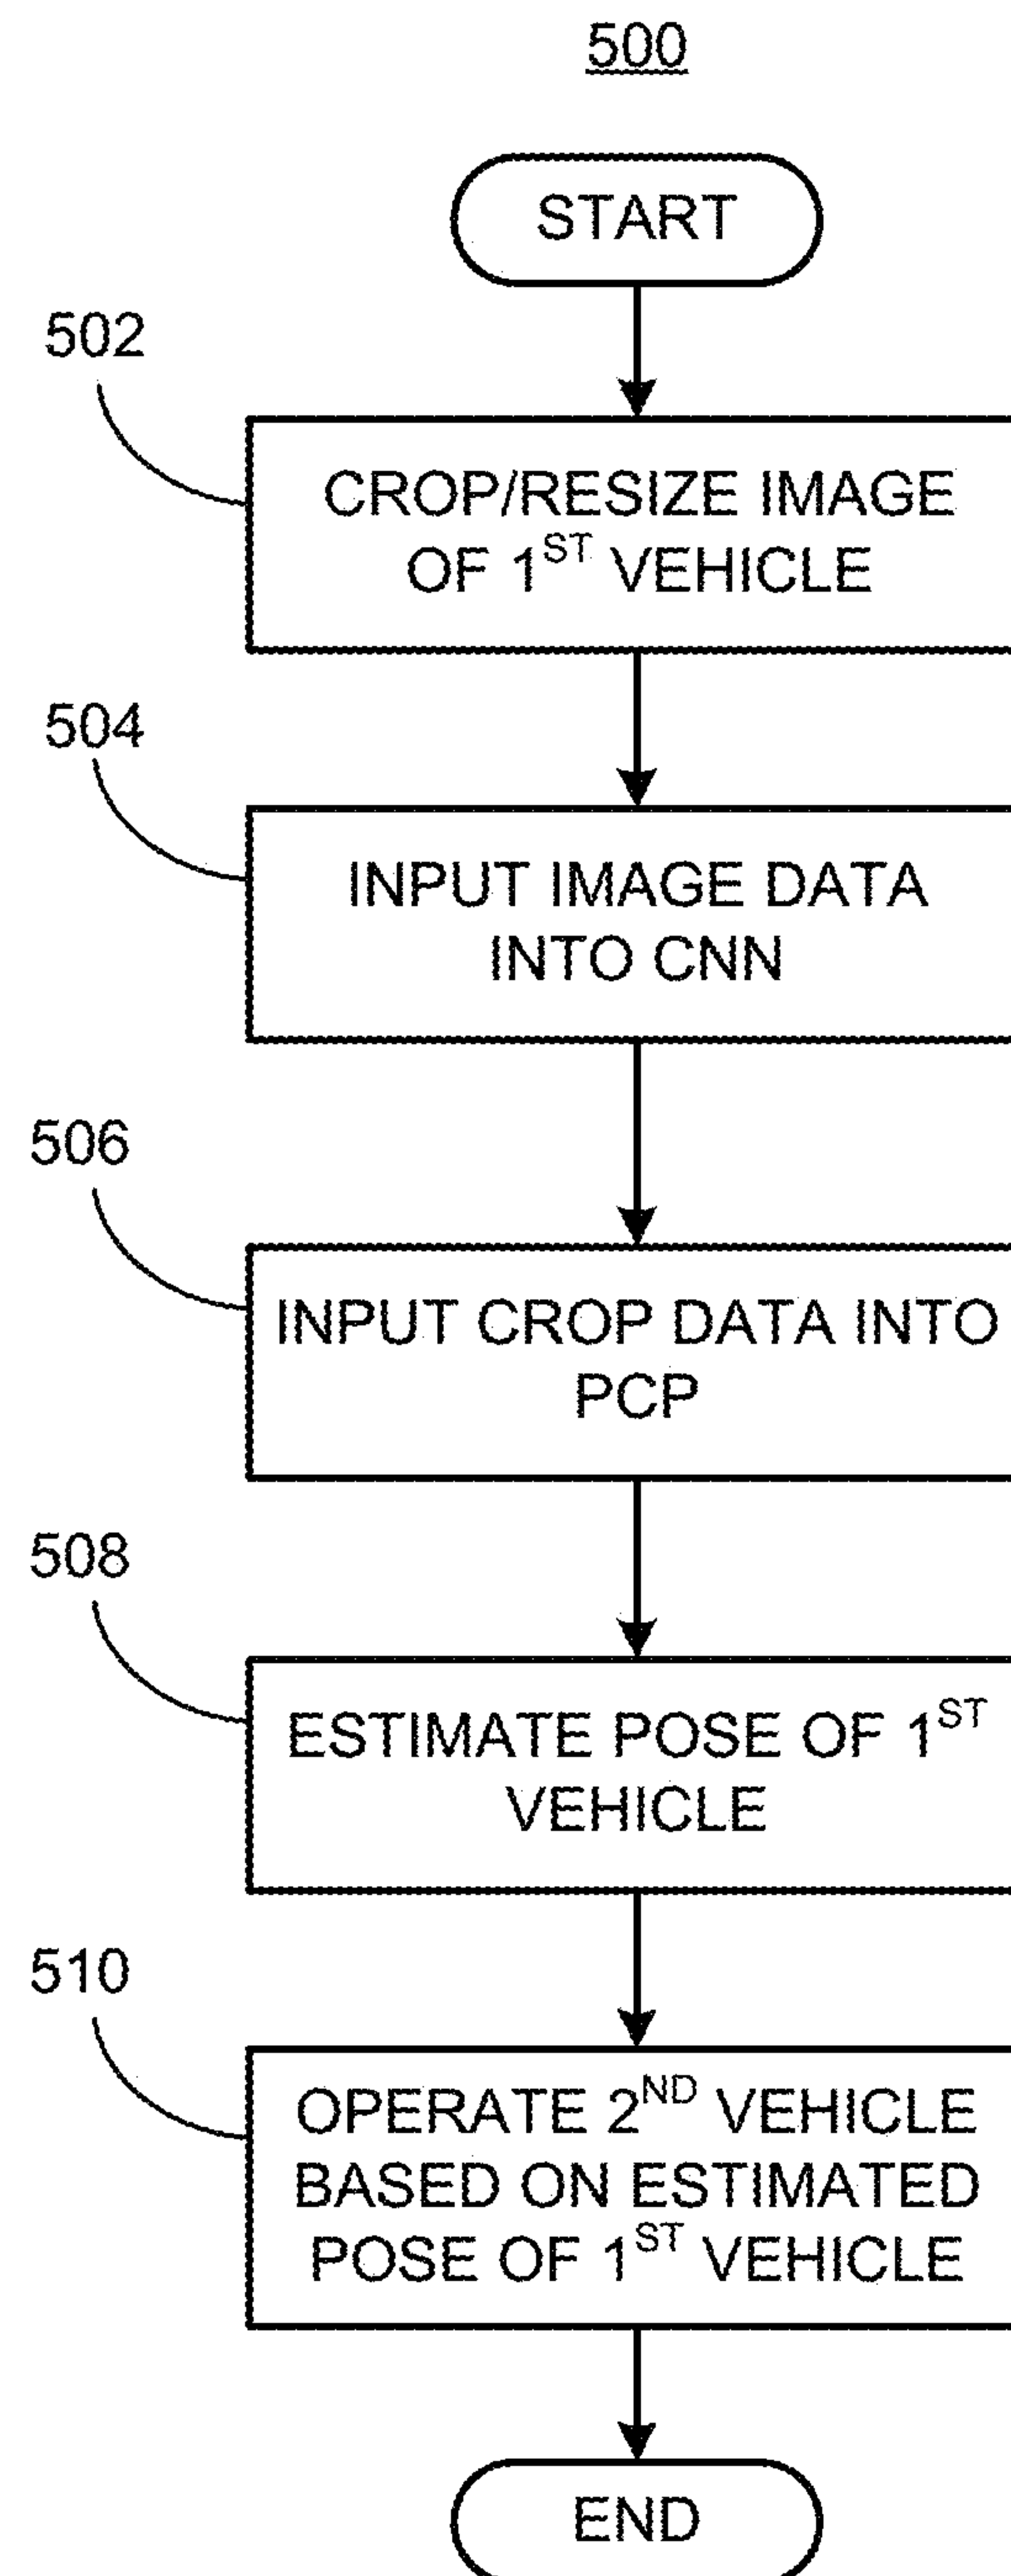 500
START
502
CROP/RESIZE IMAGE
OF 1ST VEHICLE
504
INPUT IMAGE DATA
INTO CNN
506
INPUT CROP DATA INTO
PCP
508
ESTIMATE POSE OF 1ST
VEHICLE
510
OPERATE 2ND VEHICLE
BASED ON ESTIMATED
POSE OF 1ST VEHICLE
END